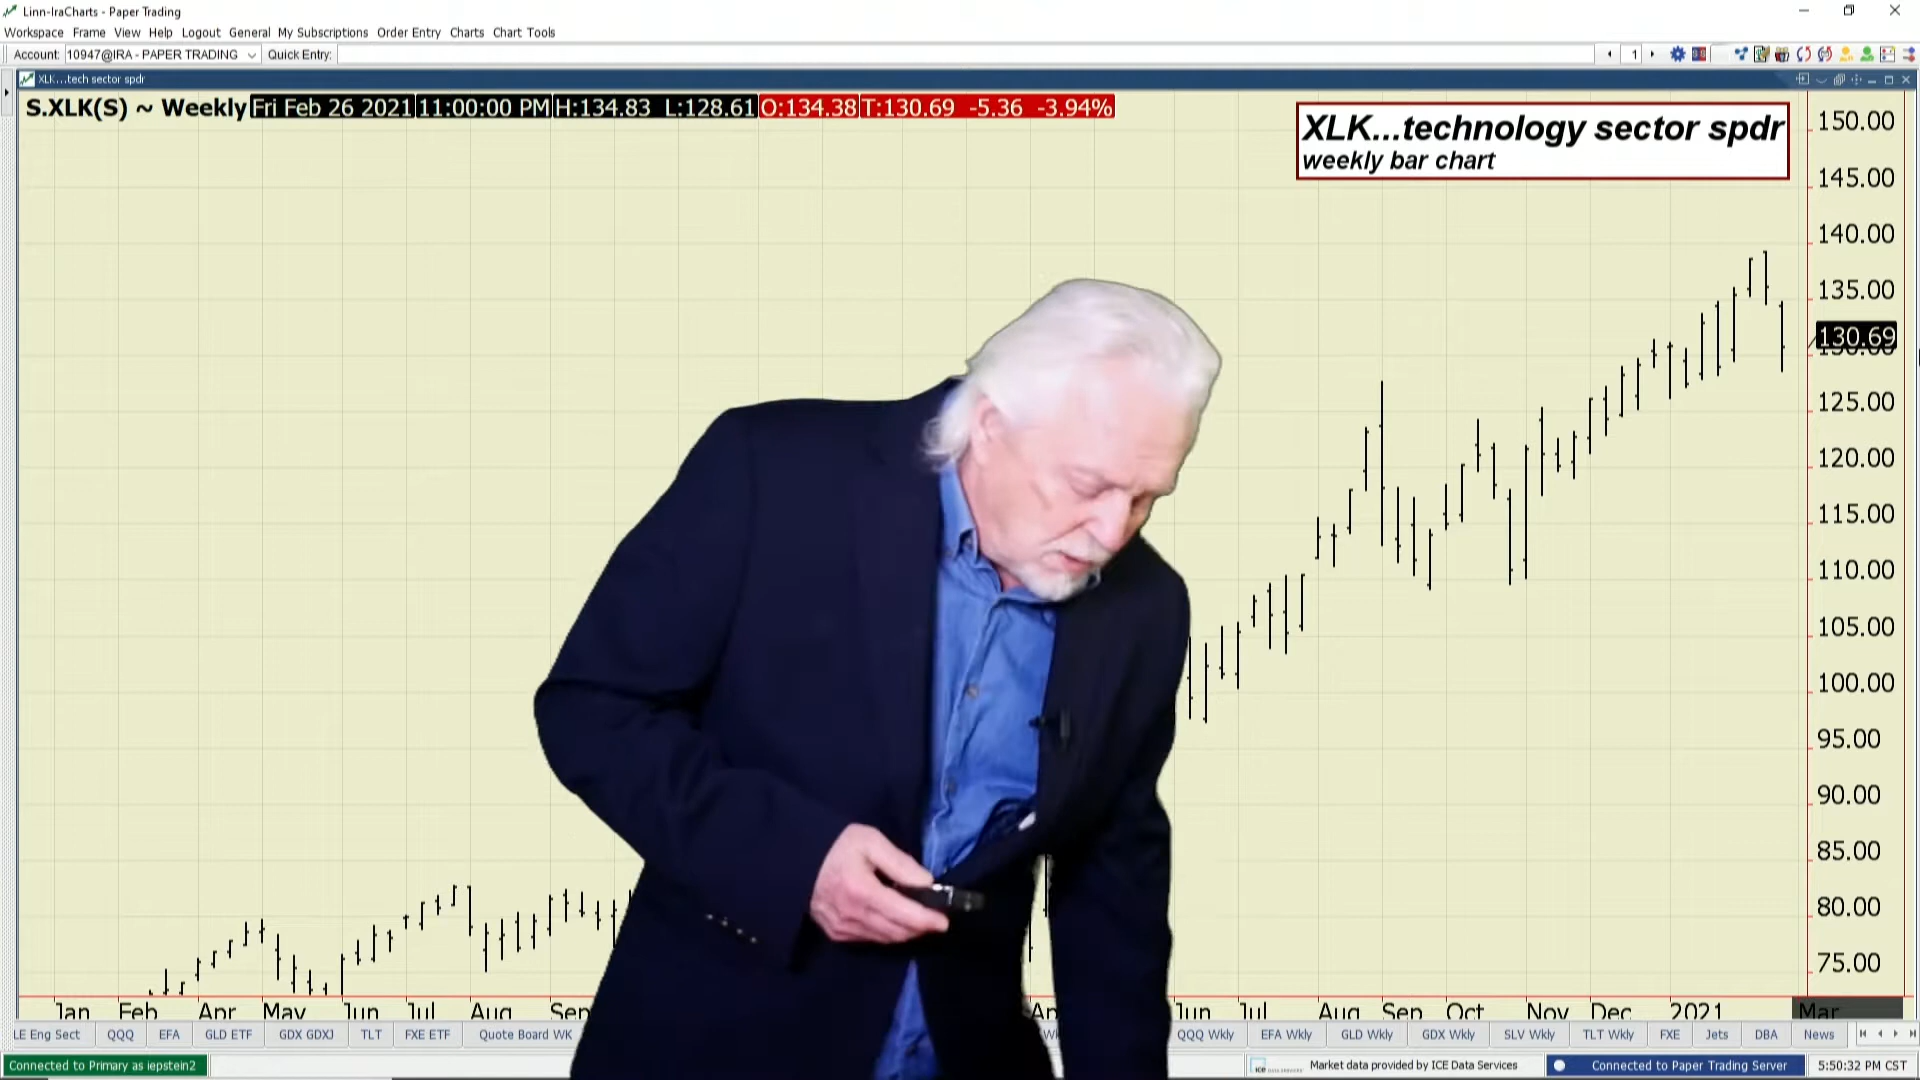 Linn-IraCharts - Paper Trading
Workspace Frame View Help Logout General My Subscriptions Order Entry Charts Chart Tools
Account: 10947@IRA - PAPER TRADING Quick Entry: 1
XLK...tech sector spdr
S.XLK(S) ~ Weekly Fri Feb 26 2021 11:00:00 PM H:134.83 L:128.61 O:134.38 T:130.69 -5.36 -3.94%
XLK...technology sector spdr
weekly bar chart
150.00
145.00
140.00
135.00
130.69
125.00
120.00
115.00
110.00
105.00
100.00
95.00
90.00
85.00
80.00
75.00
Jan Feb Apr May Jun Jul Aug Sep Ap Jun Jul Aug Sep Oct Nov Dec 2021 Mar
LE Eng Sect QQQ EFA GLD ETF GDX GDXJ TLT FXE ETF Quote Board WK QQQ Wkly EFA Wkly GLD Wkly GDX Wkly SLV Wkly TLT Wkly FXE Jets DBA News
Connected to Primary as iepstein2 ice Market data provided by ICE Data Services Connected to Paper Trading Server 5:50:32 PM CST